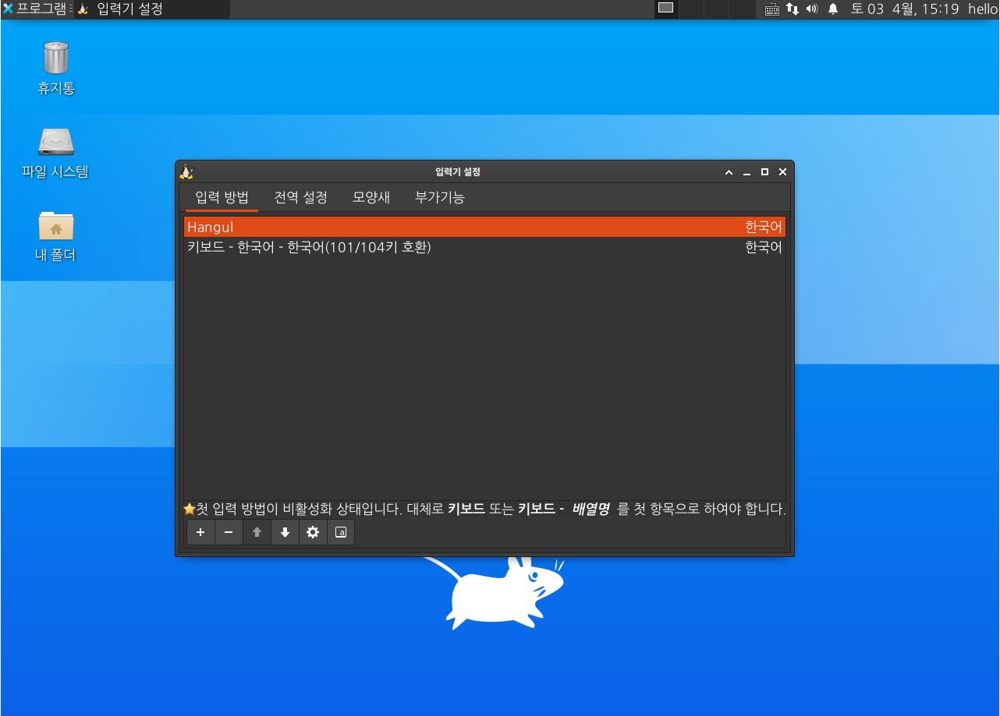 프로그램
입력기 설정
토 03 4월, 15:19 hello
휴지통
파일 시스템
내 폴더
입력기 설정
입력 방법 전역 설정 모양새 부가기능
Hangul 한국어
키보드 - 한국어 - 한국어(101/104키 호환) 한국어
첫 입력 방법이 비활성화 상태입니다. 대체로 키보드 또는 키보드 - 배열명 를 첫 항목으로 하여야 합니다.